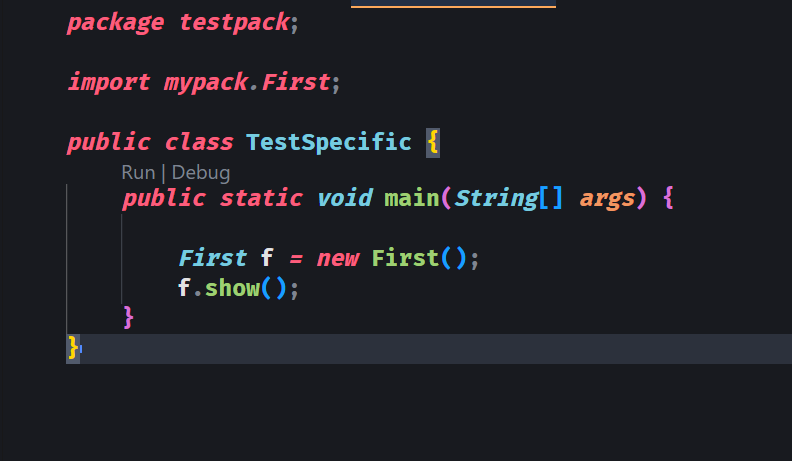 package testpack;
import mypack.First;
public class TestSpecific {
Run | Debug
public static void main(String[] args) {
First f = new First();
f.show();
}
}